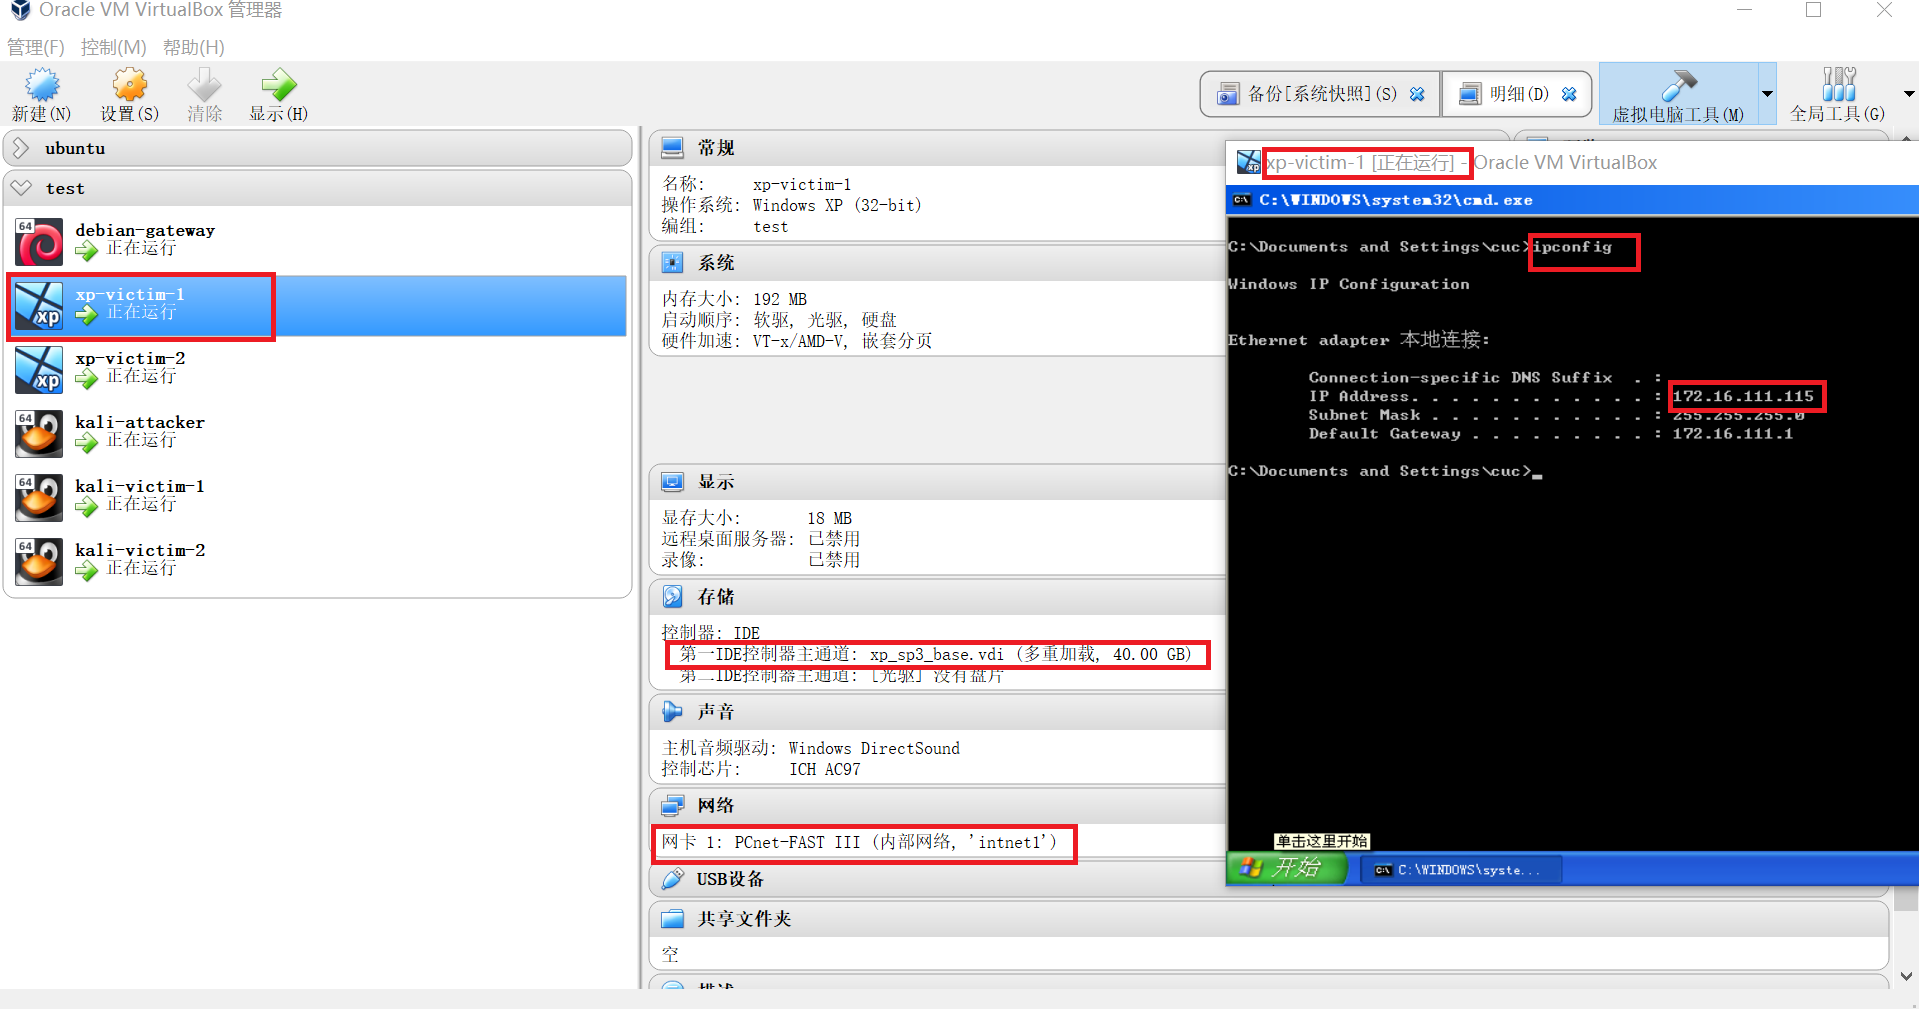 Oracle VM VirtualBox 管理器
管理(F) 控制(M) 帮助(H)
新建(N) 设置(S) 清除 显示(H)
备份[系统快照](S) 明细(D) 虚拟电脑工具(M) 全局工具(G)
ubuntu
test
64
debian-gateway
正在运行
xp
xp-victim-1
正在运行
xp
xp-victim-2
正在运行
64
kali-attacker
正在运行
64
kali-victim-1
正在运行
64
kali-victim-2
正在运行
常规
名称: xp-victim-1
操作系统: Windows XP (32-bit)
编组: test
系统
内存大小: 192 MB
启动顺序: 软驱, 光驱, 硬盘
硬件加速: VT-x/AMD-V, 嵌套分页
显示
显存大小: 18 MB
远程桌面服务器: 已禁用
录像: 已禁用
存储
控制器: IDE
第一IDE控制器主通道: xp_sp3_base.vdi (多重加载, 40.00 GB)
第二IDE控制器主通道: [光驱] 没有盘片
声音
主机音频驱动: Windows DirectSound
控制芯片: ICH AC97
网络
网卡 1: PCnet-FAST III (内部网络, 'intnet1')
USB设备
共享文件夹
空
描述
xp-victim-1 [正在运行] - Oracle VM VirtualBox
C:\WINDOWS\system32\cmd.exe
C:\Documents and Settings\cuc>ipconfig
Windows IP Configuration
Ethernet adapter 本地连接:
Connection-specific DNS Suffix . :
IP Address. . . . . . . . . . . . : 172.16.111.115
Subnet Mask . . . . . . . . . . . : 255.255.255.0
Default Gateway . . . . . . . . . : 172.16.111.1
C:\Documents and Settings\cuc>_
单击这里开始
开始 C:\WINDOWS\syste...